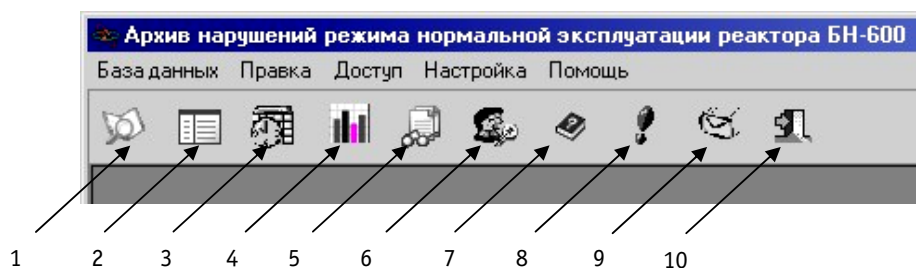 Архив нарушений режима нормальной эксплуатации реактора БН-600
База данных Правка Доступ Настройка Помощь
1 2 3 4 5 6 7 8 9 10